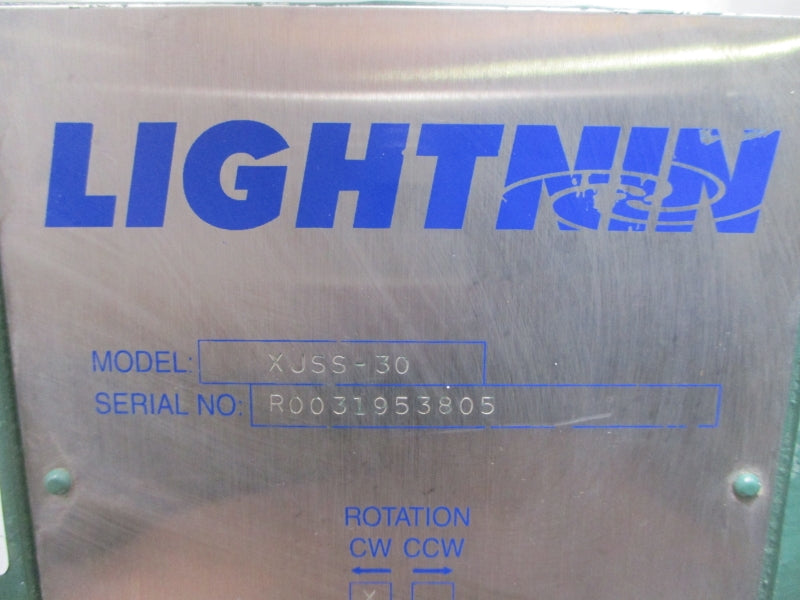 LIGHTNIN
MODEL: XJSS-30
SERIAL NO: R0031953805
ROTATION
CW CCW
X